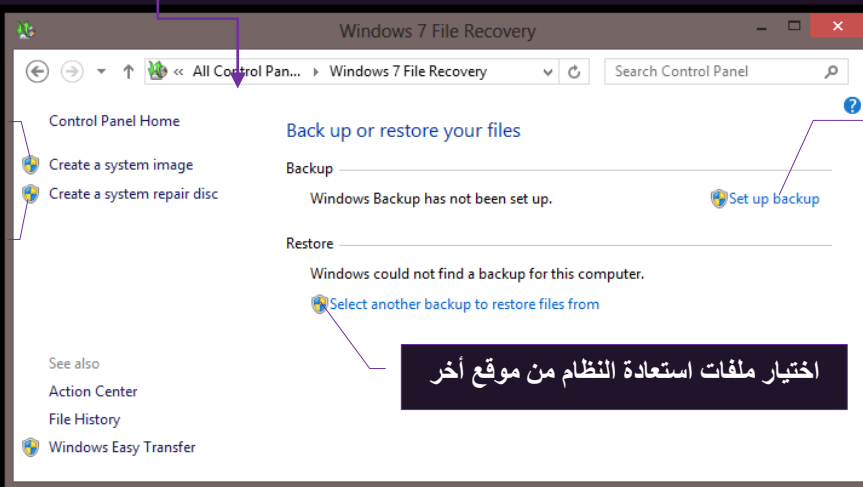 Windows 7 File Recovery
« All Control Pan... Windows 7 File Recovery Search Control Panel
Control Panel Home
Create a system image
Create a system repair disc
Back up or restore your files
Backup
Windows Backup has not been set up.
Set up backup
Restore
Windows could not find a backup for this computer.
Select another backup to restore files from
اختيار ملفات استعادة النظام من موقع أخر
See also
Action Center
File History
Windows Easy Transfer